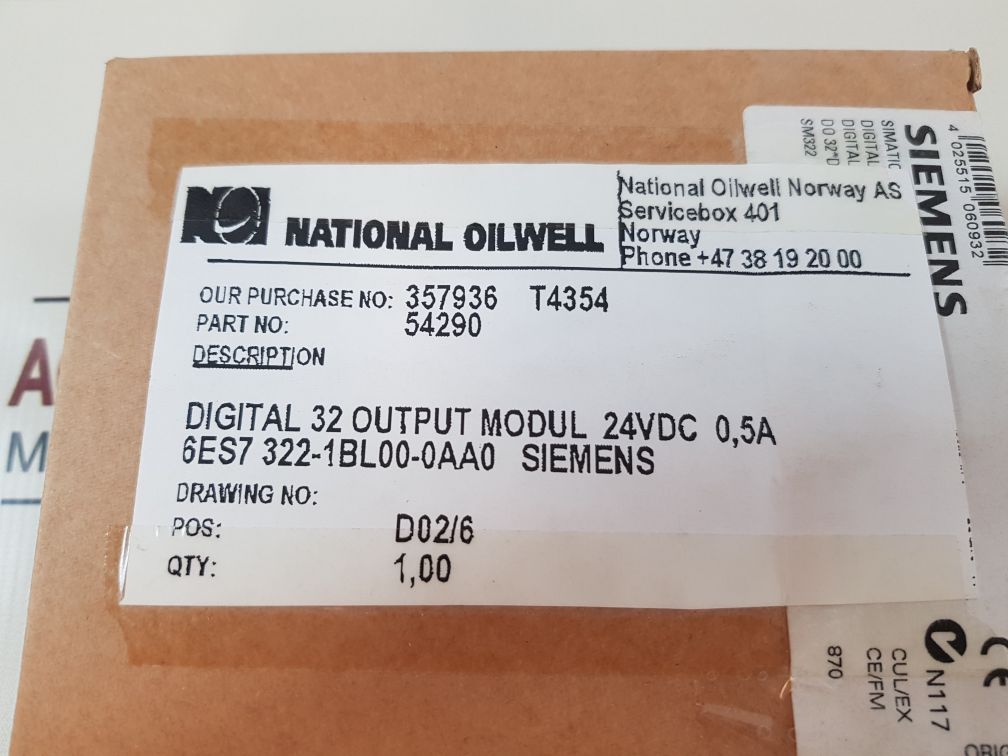 NATIONAL OILWELL
National Oilwell Norway AS
Servicebox 401
Norway
Phone +47 38 19 20 00
OUR PURCHASE NO: 357936 T4354
PART NO: 54290
DESCRIPTION
DIGITAL 32 OUTPUT MODUL 24VDC 0,5A
6ES7 322-1BL00-0AA0 SIEMENS
DRAWING NO:
POS: D02/6
QTY: 1,00
4 025515 060932
SIEMENS
SIMATIC
DIGITAL
DIGITAL
DO 32*D
SM322
CE
N117
CUL/EX
CE/FM
870
A
M